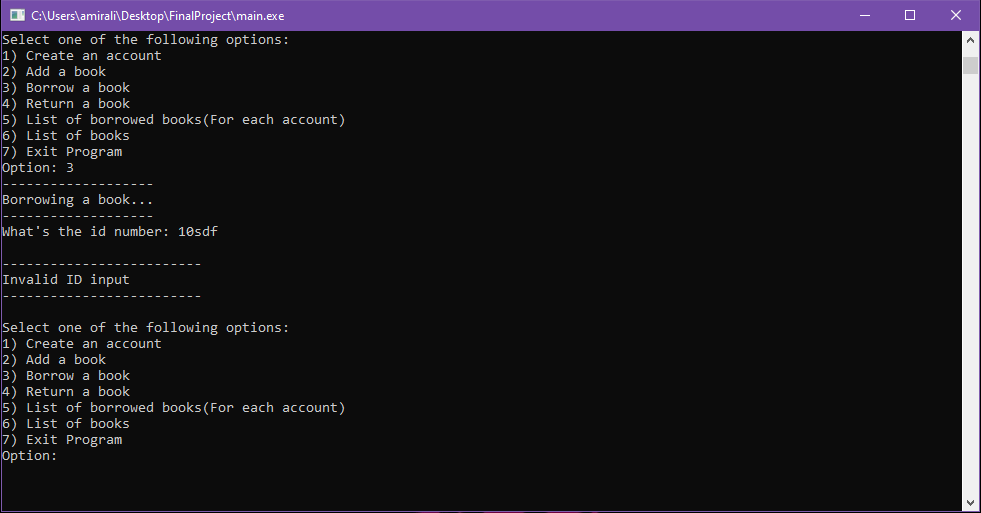 C:\Users\amirali\Desktop\FinalProject\main.exe
Select one of the following options:
1) Create an account
2) Add a book
3) Borrow a book
4) Return a book
5) List of borrowed books(For each account)
6) List of books
7) Exit Program
Option: 3
-------------------
Borrowing a book...
-------------------
What's the id number: 10sdf
-------------------------
Invalid ID input
-------------------------
Select one of the following options:
1) Create an account
2) Add a book
3) Borrow a book
4) Return a book
5) List of borrowed books(For each account)
6) List of books
7) Exit Program
Option: